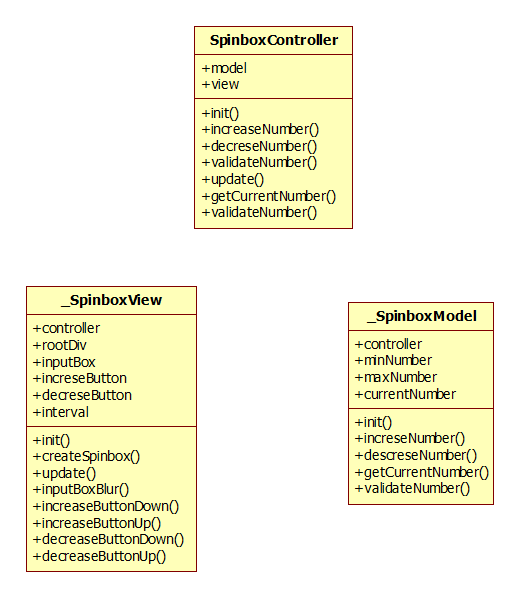 SpinboxController
+model
+view
+init()
+increaseNumber()
+decreseNumber()
+validateNumber()
+update()
+getCurrentNumber()
+validateNumber()
_SpinboxView
+controller
+rootDiv
+inputBox
+increseButton
+decreseButton
+interval
+init()
+createSpinbox()
+update()
+inputBoxBlur()
+increaseButtonDown()
+increaseButtonUp()
+decreaseButtonDown()
+decreaseButtonUp()
_SpinboxModel
+controller
+minNumber
+maxNumber
+currentNumber
+init()
+increseNumber()
+descreseNumber()
+getCurrentNumber()
+validateNumber()